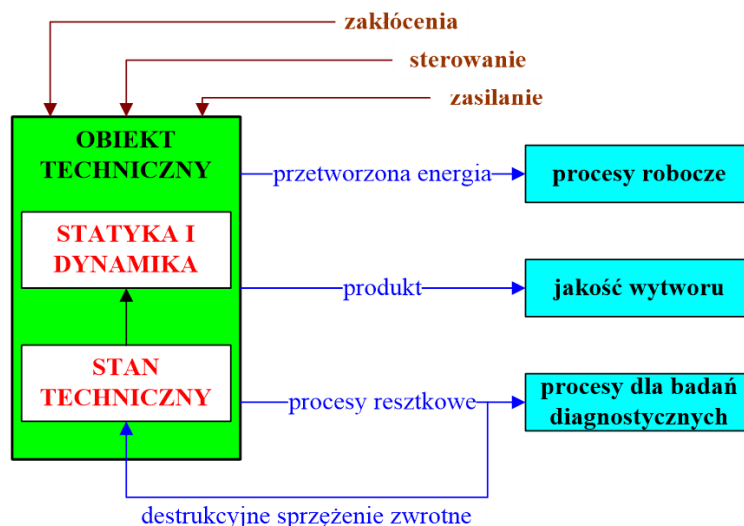 zakłócenia
sterowanie
zasilanie
OBIEKT
TECHNICZNY
przetworzona energia
procesy robocze
STATYKA I
DYNAMIKA
produkt
jakość wytworu
STAN
TECHNICZNY
procesy resztkowe
procesy dla badań
diagnostycznych
destrukcyjne sprzężenie zwrotne